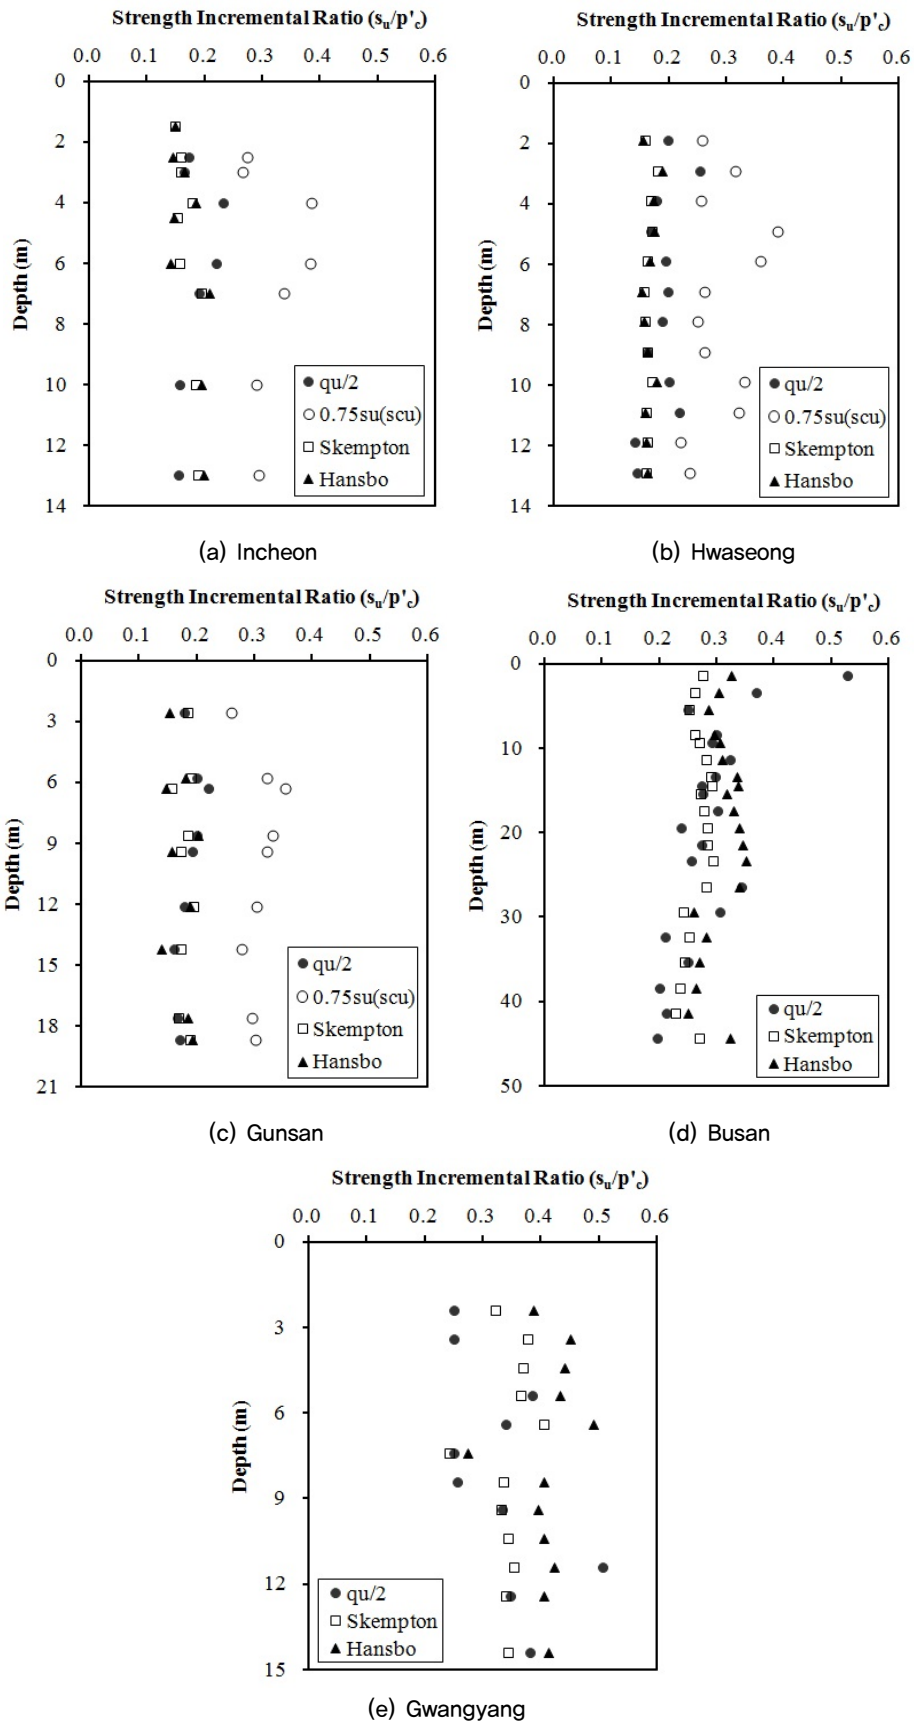 Strength Incremental Ratio (su/p'c)
0.0 0.1 0.2 0.3 0.4 0.5 0.6
0
2
4
6
8
10
12
14
Depth (m)
qu/2
0.75su(scu)
Skempton
Hansbo
(a) Incheon
Strength Incremental Ratio (su/p'c)
0.0 0.1 0.2 0.3 0.4 0.5 0.6
0
2
4
6
8
10
12
14
Depth (m)
qu/2
0.75su(scu)
Skempton
Hansbo
(b) Hwaseong
Strength Incremental Ratio (su/p'c)
0.0 0.1 0.2 0.3 0.4 0.5 0.6
0
3
6
9
12
15
18
21
Depth (m)
qu/2
0.75su(scu)
Skempton
Hansbo
(c) Gunsan
Strength Incremental Ratio (su/p'c)
0.0 0.1 0.2 0.3 0.4 0.5 0.6
0
10
20
30
40
50
Depth (m)
qu/2
Skempton
Hansbo
(d) Busan
Strength Incremental Ratio (su/p'c)
0.0 0.1 0.2 0.3 0.4 0.5 0.6
0
3
6
9
12
15
Depth (m)
qu/2
Skempton
Hansbo
(e) Gwangyang